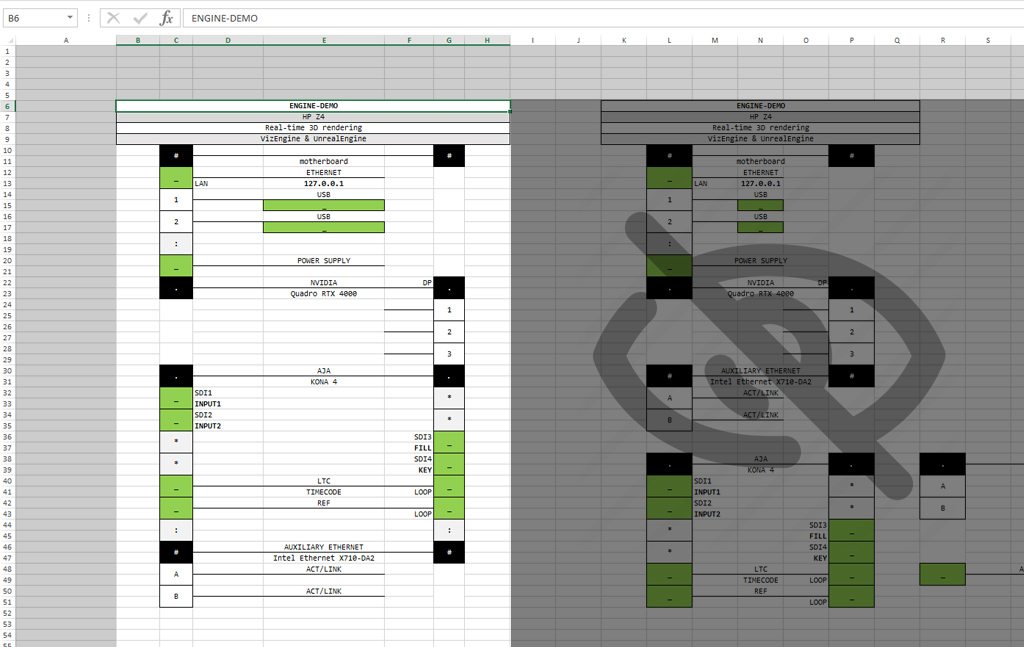 B6 ENGINE-DEMO
A B C D E F G H I J K L M N O P Q R S
1
2
3
4
5
6 ENGINE-DEMO ENGINE-DEMO
7 HP Z4 HP Z4
8 Real-time 3D rendering Real-time 3D rendering
9 VizEngine & UnrealEngine VizEngine & UnrealEngine
10 # # # #
11 motherboard motherboard
12 _ ETHERNET _ ETHERNET
13 LAN 127.0.0.1 LAN 127.0.0.1
14 1 USB 1 USB
15 _ _
16 2 USB 2 USB
17 _ _
18 : :
19
20 _ POWER SUPPLY _ POWER SUPPLY
21
22 . NVIDIA DP . . NVIDIA DP .
23 Quadro RTX 4000 Quadro RTX 4000
24 1 1
25
26 2 2
27
28 3 3
29
30 . AJA . # AUXILIARY ETHERNET #
31 KONA 4 Intel Ethernet X710-DA2
32 _ SDI1 * A ACT/LINK
33 INPUT1
34 _ SDI2 * B ACT/LINK
35 INPUT2
36 * SDI3 _
37 FILL
38 * SDI4 _ . AJA . .
39 KEY KONA 4
40 _ LTC _ _ SDI1 * A
41 TIMECODE LOOP INPUT1
42 _ REF _ _ SDI2 * B
43 LOOP INPUT2
44 : : * SDI3 _
45 FILL
46 # AUXILIARY ETHERNET # * SDI4 _
47 Intel Ethernet X710-DA2 KEY
48 A ACT/LINK _ LTC _ _ A
49 TIMECODE LOOP
50 B ACT/LINK _ REF _
51 LOOP
52
53
54
55